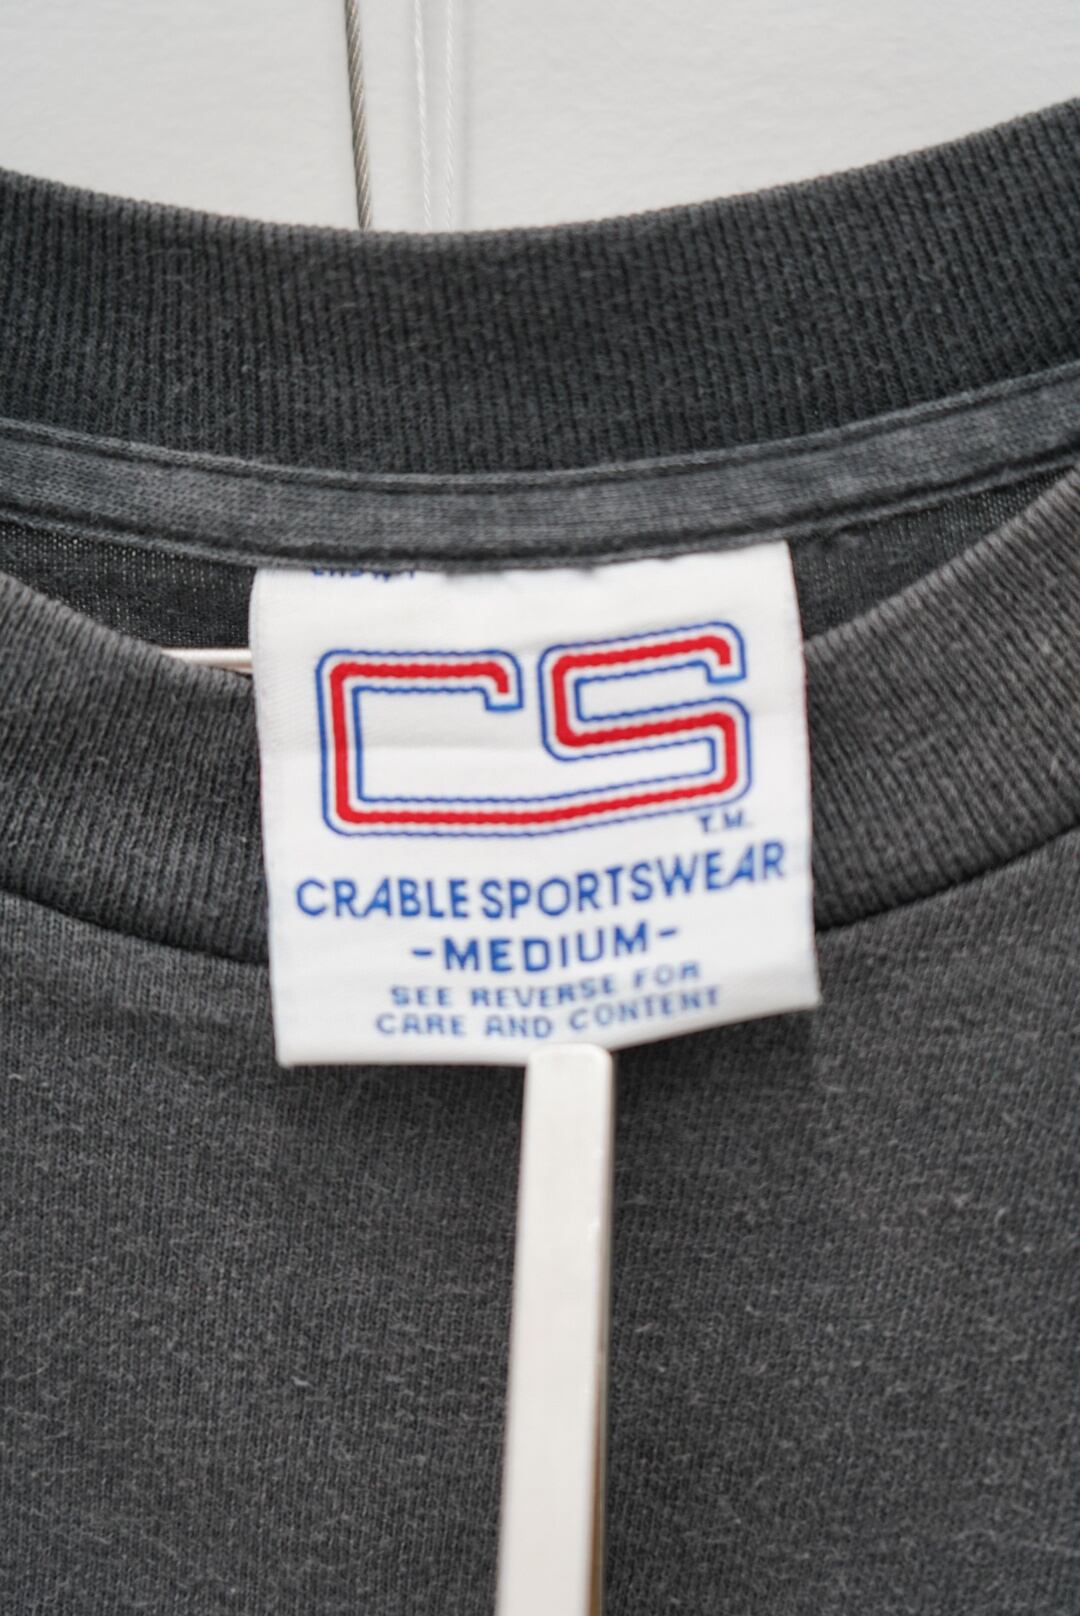 CS
T.M.
CRABLE SPORTSWEAR
-MEDIUM-
SEE REVERSE FOR
CARE AND CONTENT